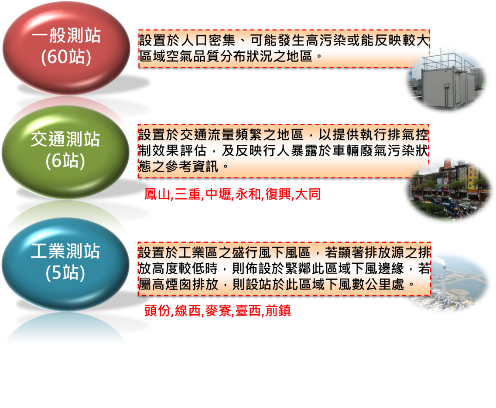 一般測站
(60站)
設置於人口密集、可能發生高污染或能反映較大
區域空氣品質分布狀況之地區。
交通測站
(6站)
設置於交通流量頻繁之地區，以提供執行排氣控
制效果評估，及反映行人暴露於車輛廢氣污染狀
態之參考資訊。
鳳山,三重,中壢,永和,復興,大同
工業測站
(5站)
設置於工業區之盛行風下風區，若顯著排放源之排
放高度較低時，則佈設於緊鄰此區域下風邊緣，若
屬高煙囪排放，則設站於此區域下風數公里處。
頭份,線西,麥寮,臺西,前鎮